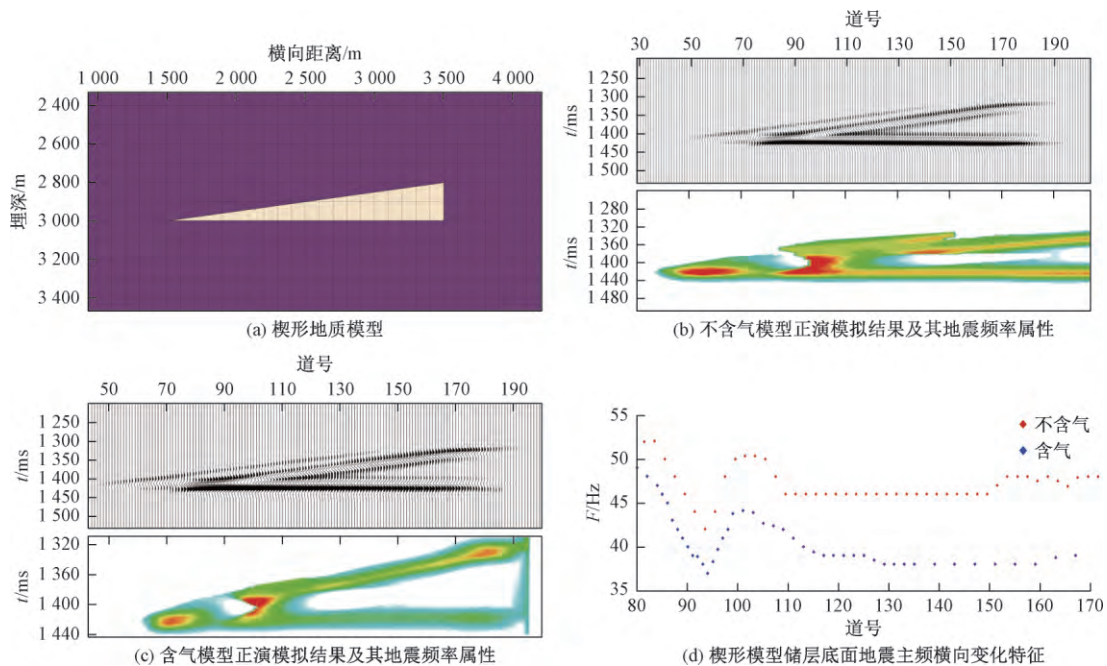 横向距离/m
1 000 1 500 2 000 2 500 3 000 3 500 4 000
埋深/m
2 400
2 600
2 800
3 000
3 200
3 400
(a) 楔形地质模型
道号
30 50 70 90 110 130 150 170 190
t/ms
1 250
1 300
1 350
1 400
1 450
1 500
t/ms
1 280
1 320
1 360
1 400
1 440
1 480
(b) 不含气模型正演模拟结果及其地震频率属性
道号
50 70 90 110 130 150 170 190
t/ms
1 250
1 300
1 350
1 400
1 450
1 500
t/ms
1 320
1 360
1 400
1 440
(c) 含气模型正演模拟结果及其地震频率属性
不含气
含气
F/Hz
55
50
45
40
35
80 90 100 110 120 130 140 150 160 170
道号
(d) 楔形模型储层底面地震主频横向变化特征